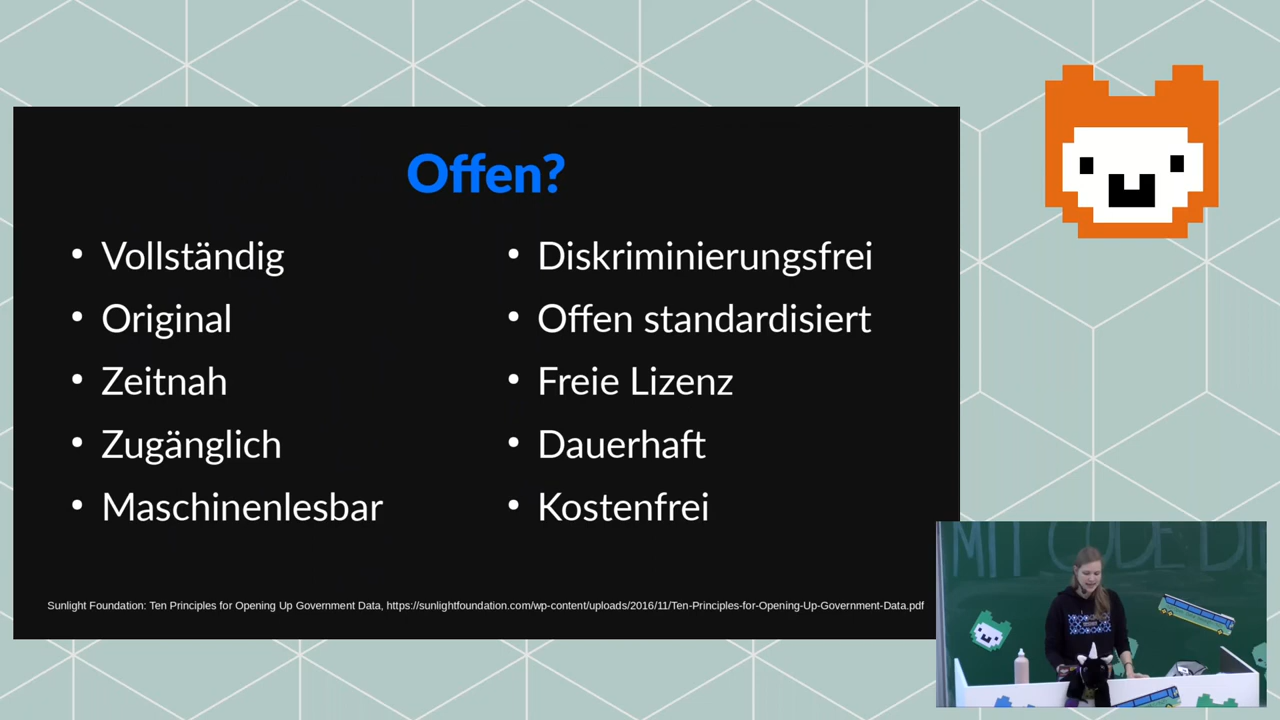 Offen?
• Vollständig
• Original
• Zeitnah
• Zugänglich
• Maschinenlesbar
• Diskriminierungsfrei
• Offen standardisiert
• Freie Lizenz
• Dauerhaft
• Kostenfrei
Sunlight Foundation: Ten Principles for Opening Up Government Data, https://sunlightfoundation.com/wp-content/uploads/2016/11/Ten-Principles-for-Opening-Up-Government-Data.pdf
MIT CODE